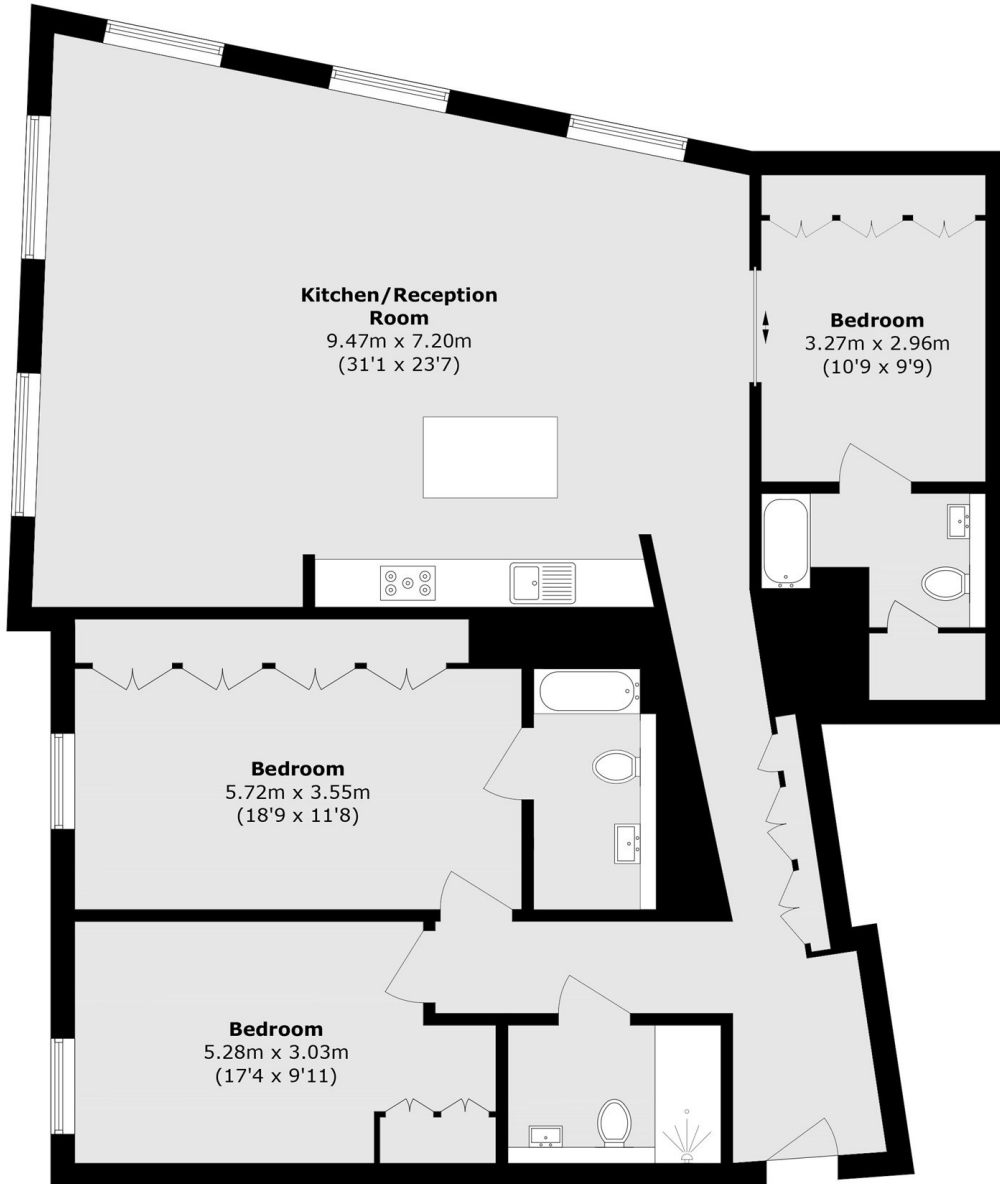 Kitchen/Reception
Room
9.47m x 7.20m
(31'1 x 23'7)
Bedroom
3.27m x 2.96m
(10'9 x 9'9)
Bedroom
5.72m x 3.55m
(18'9 x 11'8)
Bedroom
5.28m x 3.03m
(17'4 x 9'11)